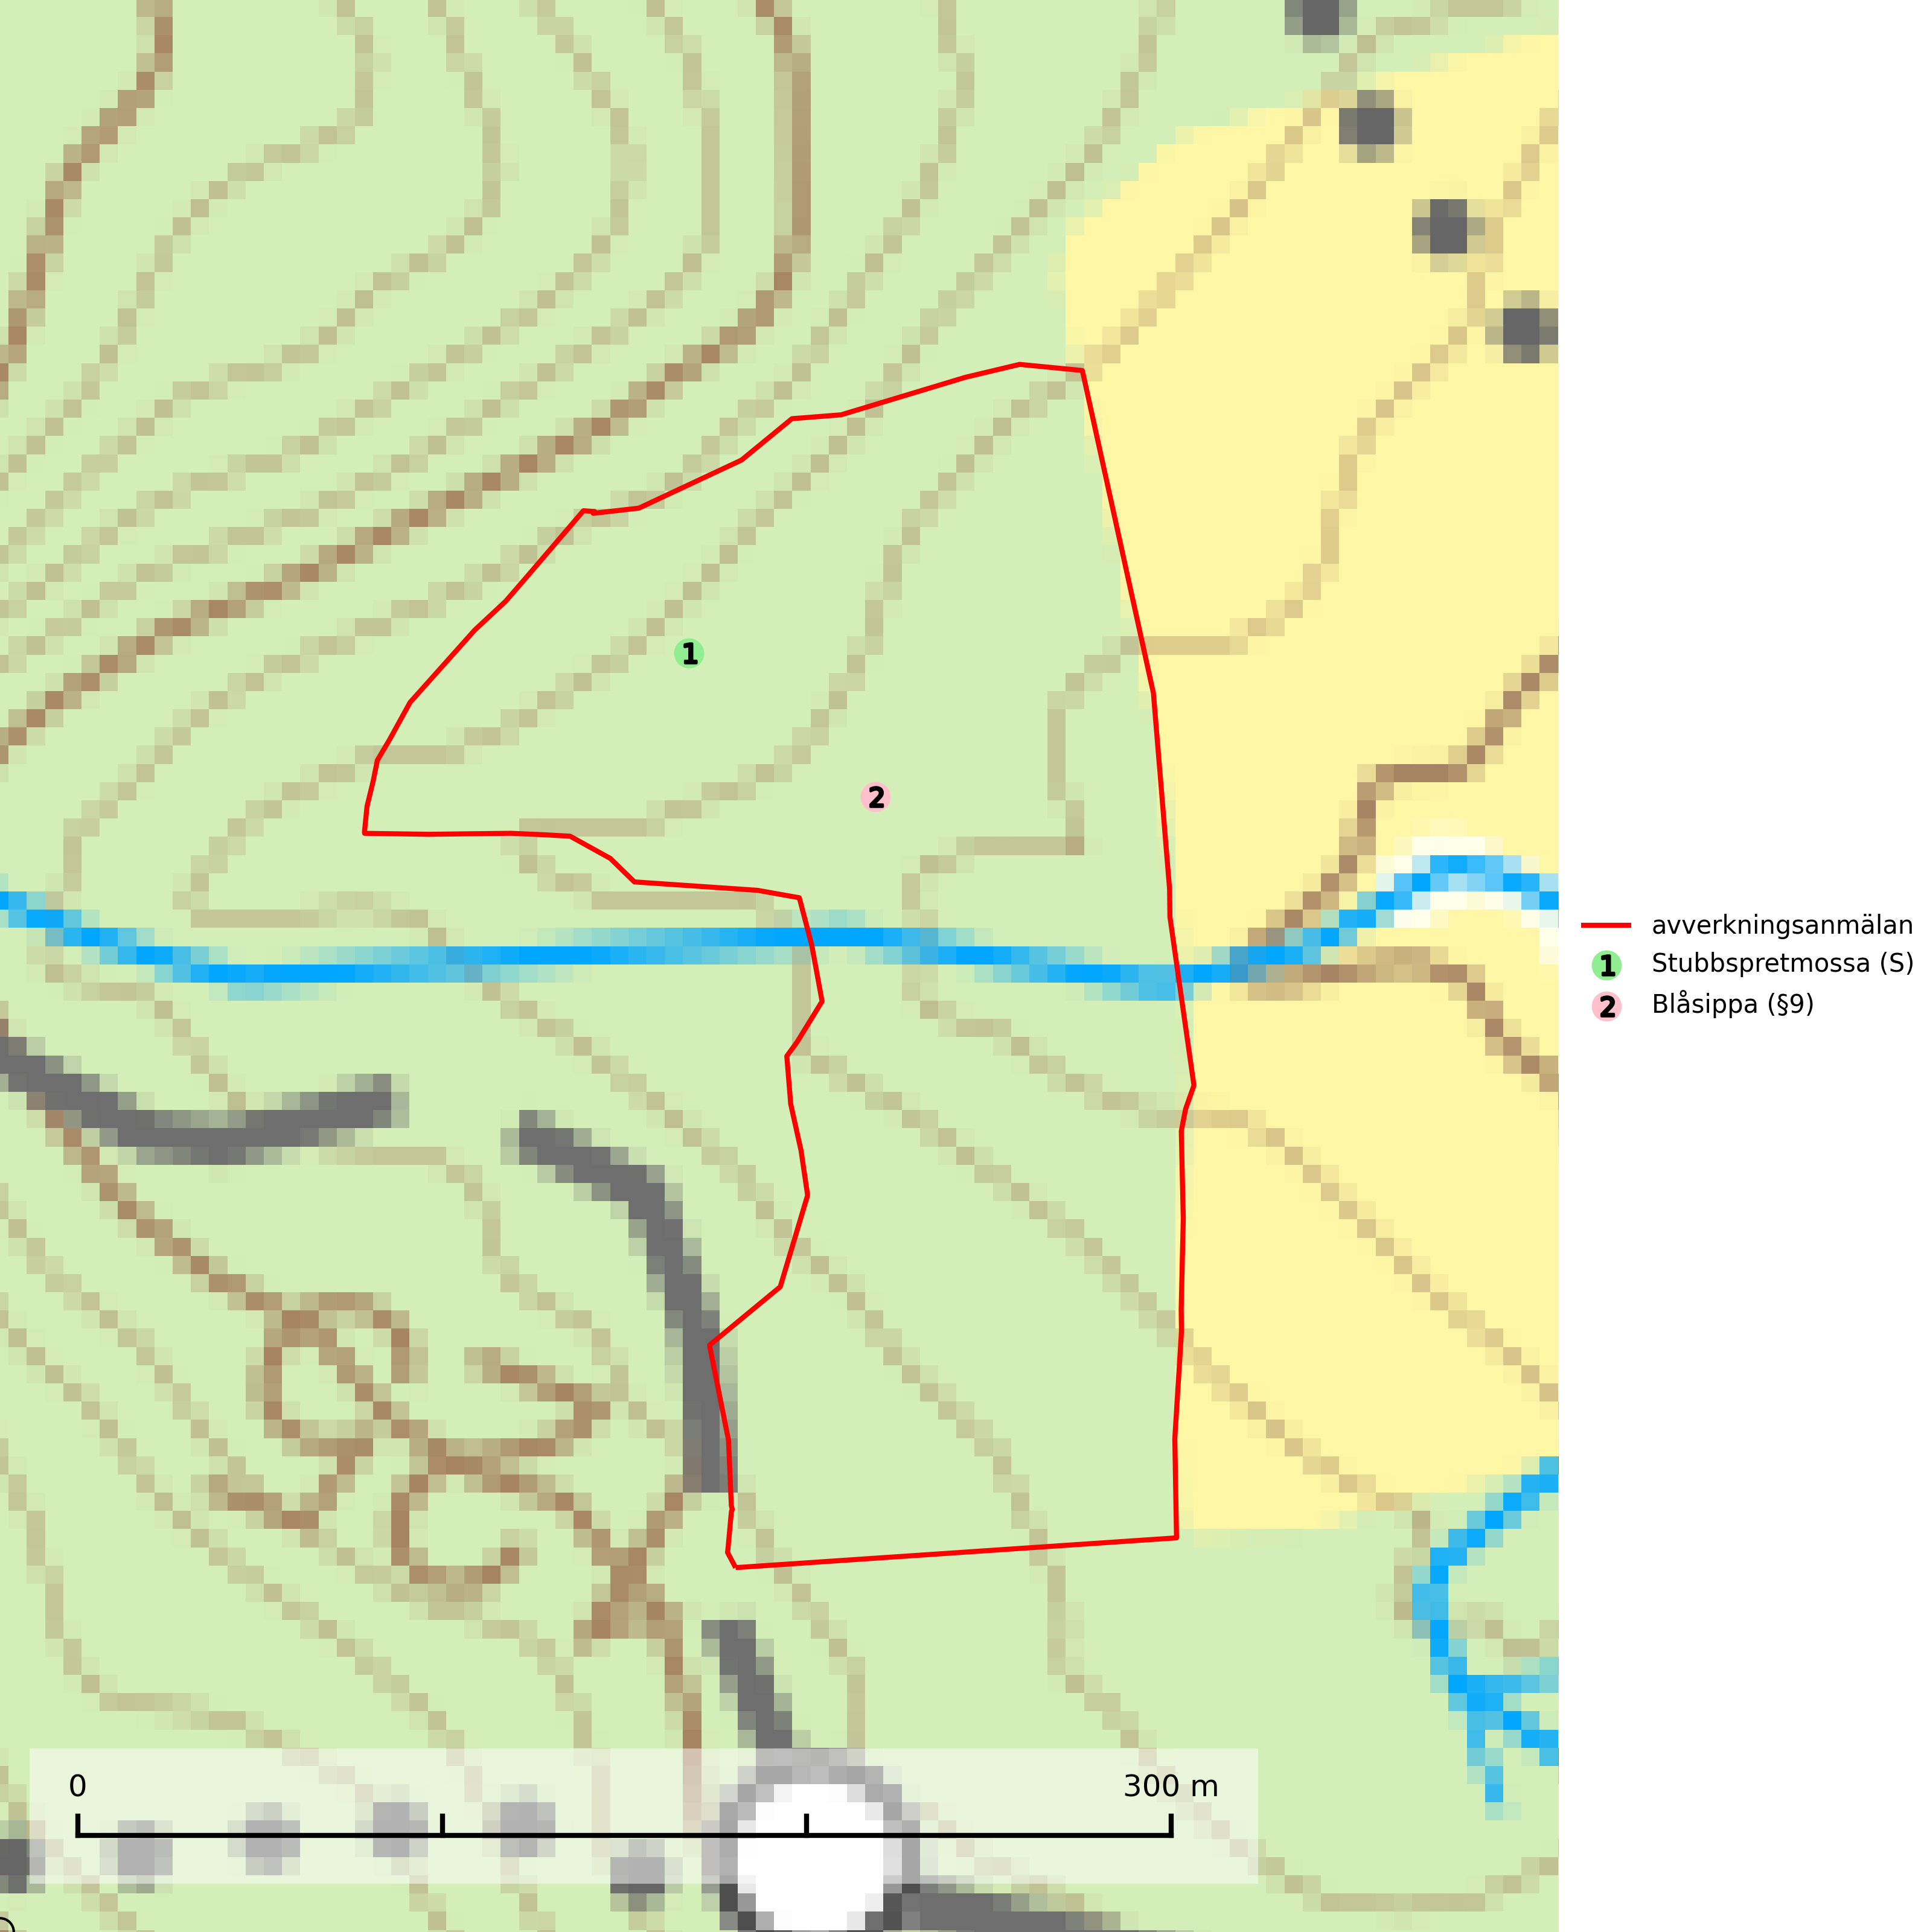 1
2
avverkningsanmälan
1 Stubbspretmossa (S)
2 Blåsippa (§9)
0 300 m